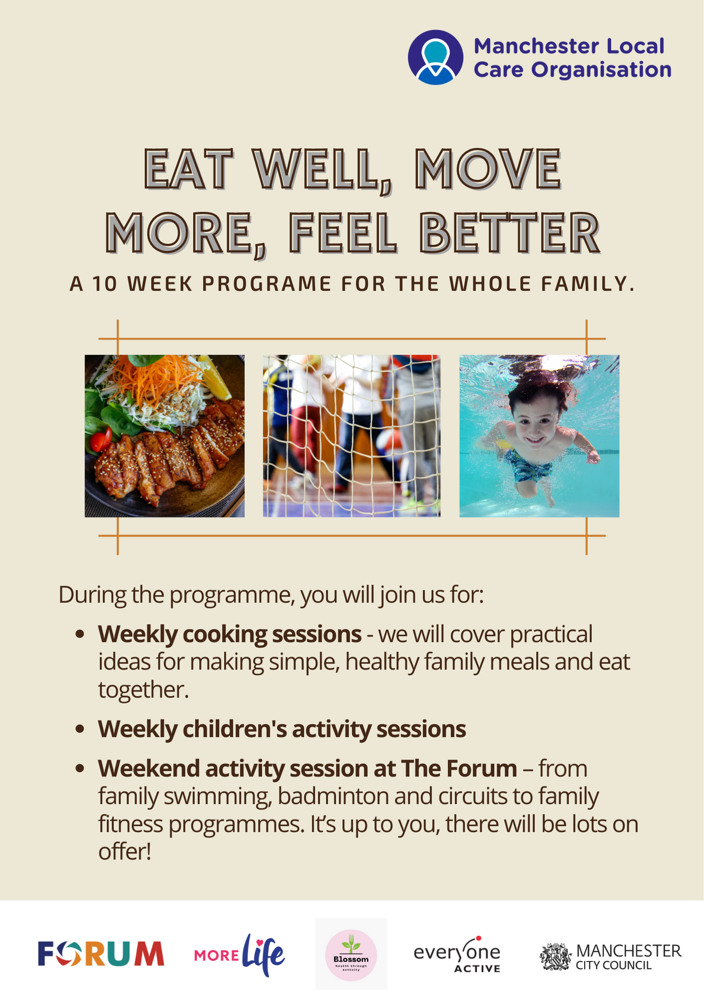 Manchester Local
Care Organisation
EAT WELL, MOVE
MORE, FEEL BETTER
A 10 WEEK PROGRAME FOR THE WHOLE FAMILY.
During the programme, you will join us for:
• Weekly cooking sessions - we will cover practical
ideas for making simple, healthy family meals and eat
together.
• Weekly children's activity sessions
• Weekend activity session at The Forum – from
family swimming, badminton and circuits to family
fitness programmes. It’s up to you, there will be lots on
offer!
FORUM
MORE Life
Blossom
health through
activity
everyone
ACTIVE
MANCHESTER
CITY COUNCIL